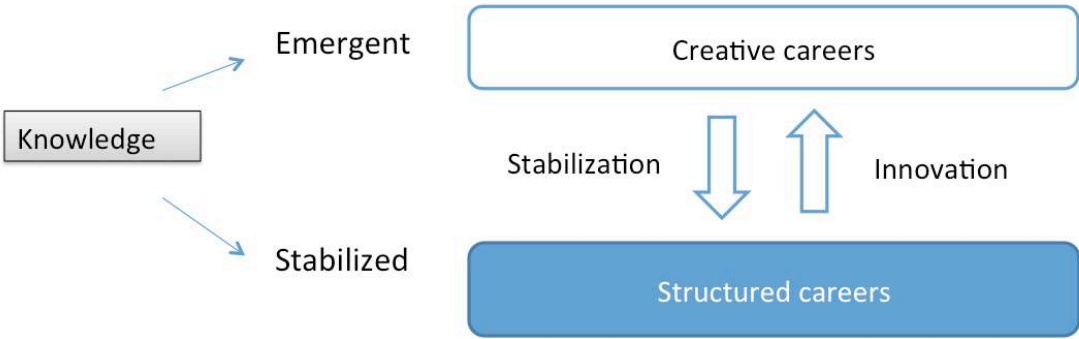 Emergent
Creative careers
Knowledge
Stabilization
Innovation
Stabilized
Structured careers